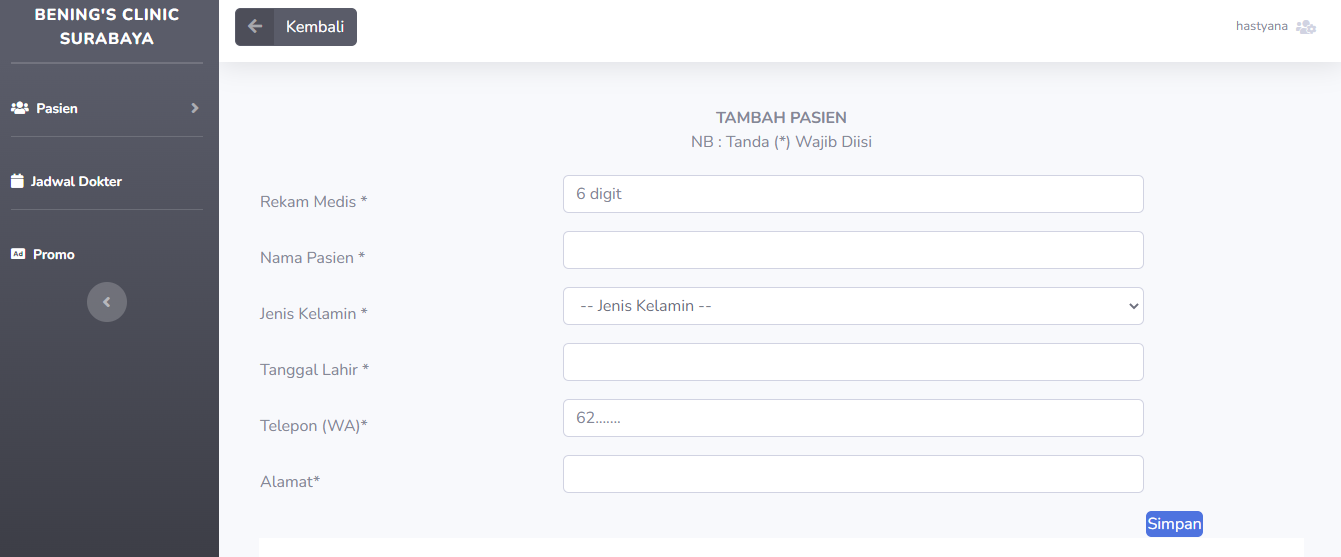 BENING'S CLINIC
SURABAYA
Kembali
hastyana
Pasien
Jadwal Dokter
Ad Promo
TAMBAH PASIEN
NB : Tanda (*) Wajib Diisi
Rekam Medis *
6 digit
Nama Pasien *
Jenis Kelamin *
-- Jenis Kelamin --
Tanggal Lahir *
Telepon (WA)*
62.......
Alamat*
Simpan